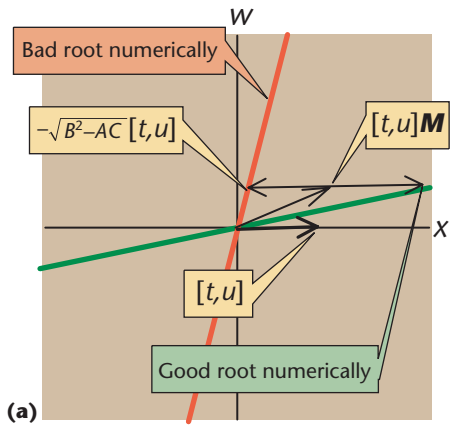 w
Bad root numerically
−√B²−AC [t,u]
[t,u]M
x
[t,u]
Good root numerically
(a)